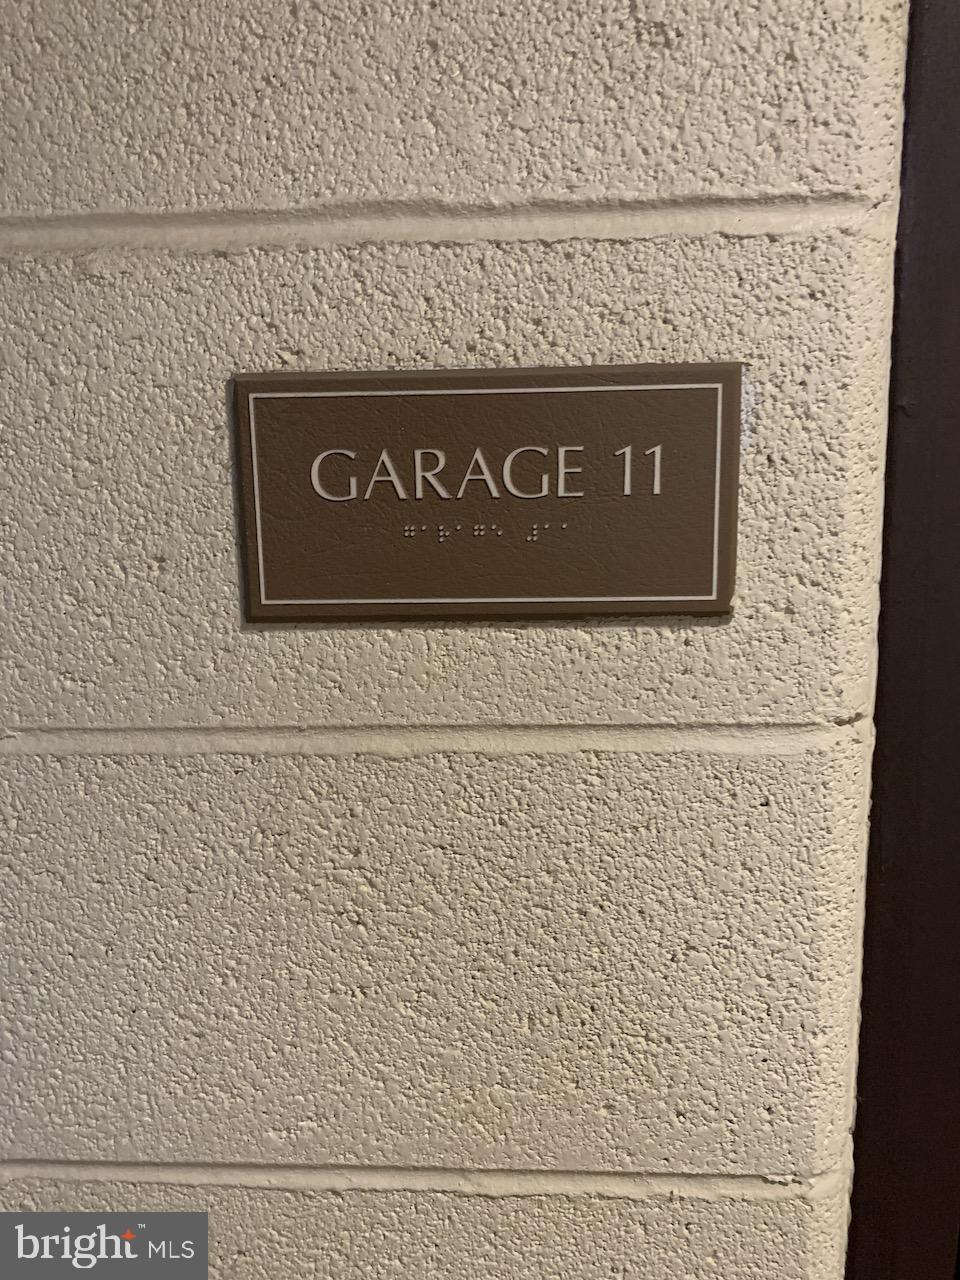 GARAGE 11
⠛⠁⠗⠁⠛⠑ ⠼⠁⠁
bright MLS